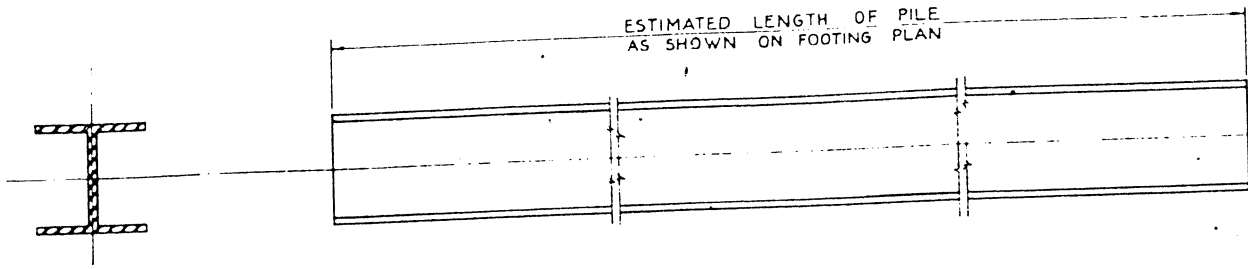 ESTIMATED LENGTH OF PILE
AS SHOWN ON FOOTING PLAN